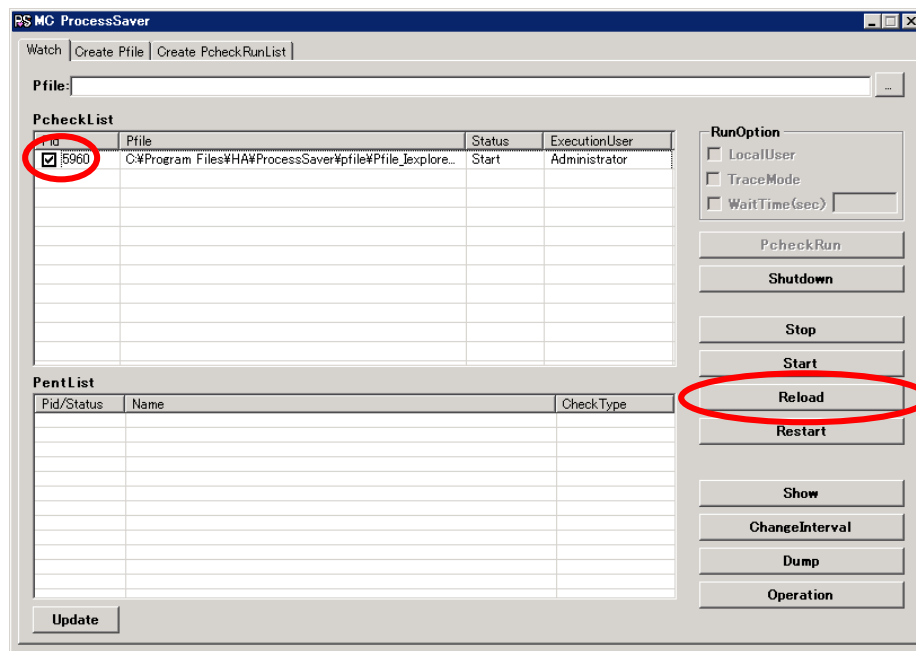 RS MC ProcessSaver
Watch Create Pfile Create PcheckRunList
Pfile: ...
PcheckList
Pid Pfile Status ExecutionUser
5960 C:¥Program Files¥HA¥ProcessSaver¥pfile¥Pfile_Iexplore... Start Administrator
RunOption
LocalUser
TraceMode
WaitTime(sec)
PcheckRun
Shutdown
Stop
Start
Reload
Restart
PentList
Pid/Status Name CheckType
Show
ChangeInterval
Dump
Operation
Update